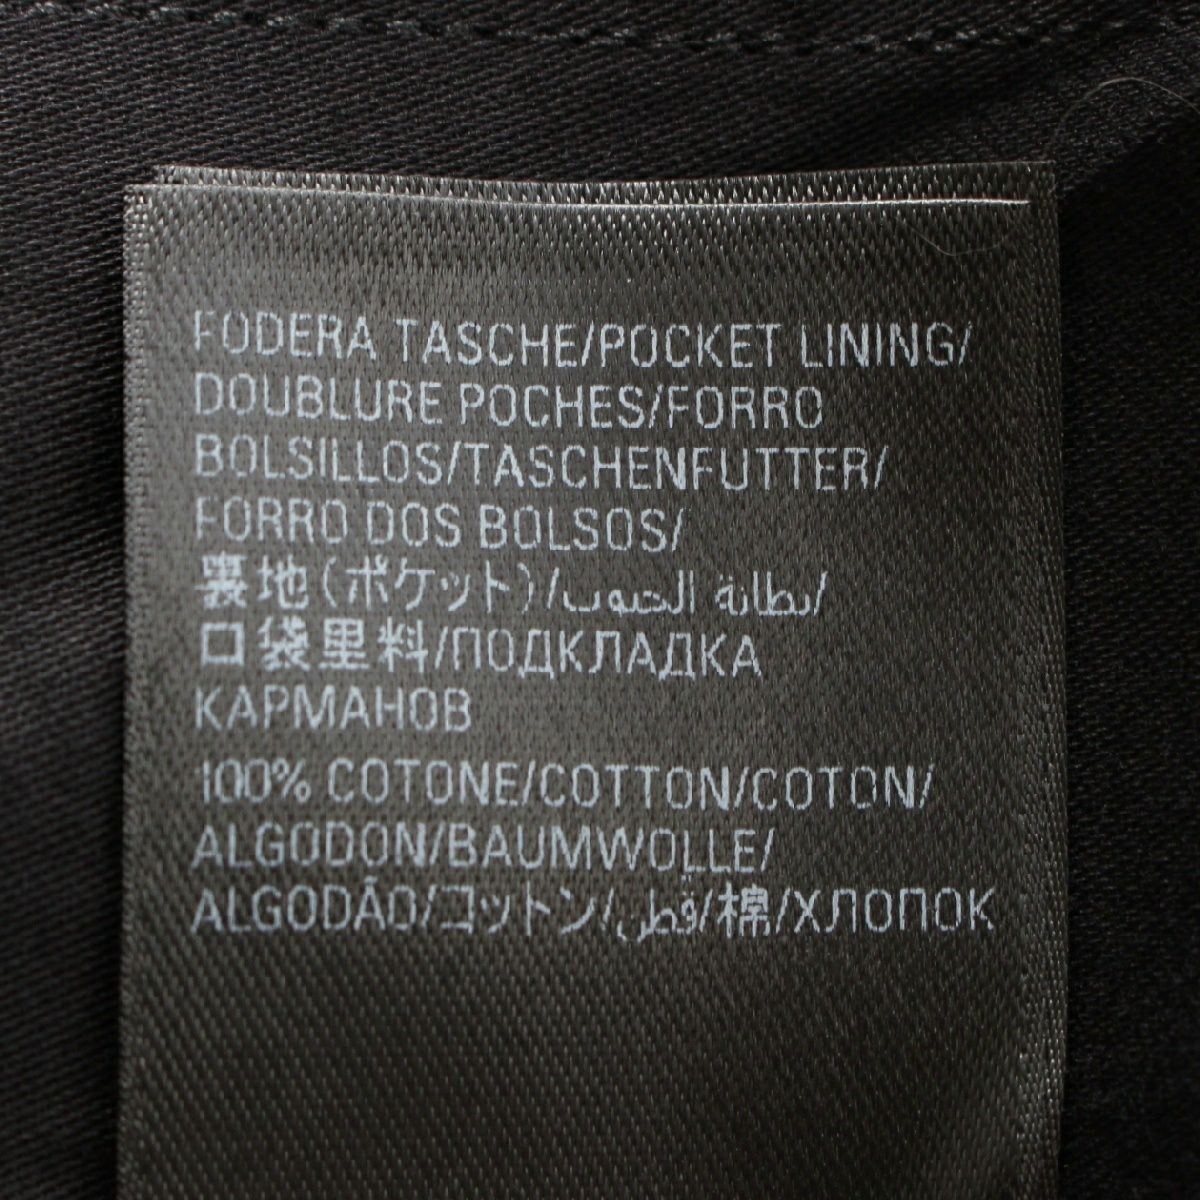 FODERA TASCHE/POCKET LINING/
DOUBLURE POCHES/FORRO
BOLSILLOS/TASCHENFUTTER/
FORRO DOS BOLSOS/
裏地(ポケット)/بطانة الجيوب/
口袋里料/ПОДКЛАДКА
КАРМАНОВ
100% COTONE/COTTON/COTON/
ALGODON/BAUMWOLLE/
ALGODÃO/コットン/قطن/棉/ХЛОПОК